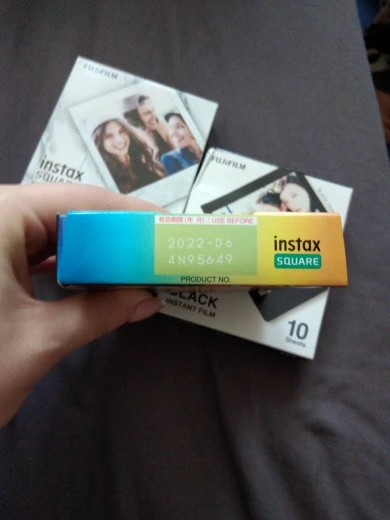 FUJIFILM
instax
SQUARE
FUJIFILM
有効期限(年 月) / USE BEFORE
2022-06
4N95649
PRODUCT NO.
instax
SQUARE
BLACK
INSTANT FILM
10
Sheets